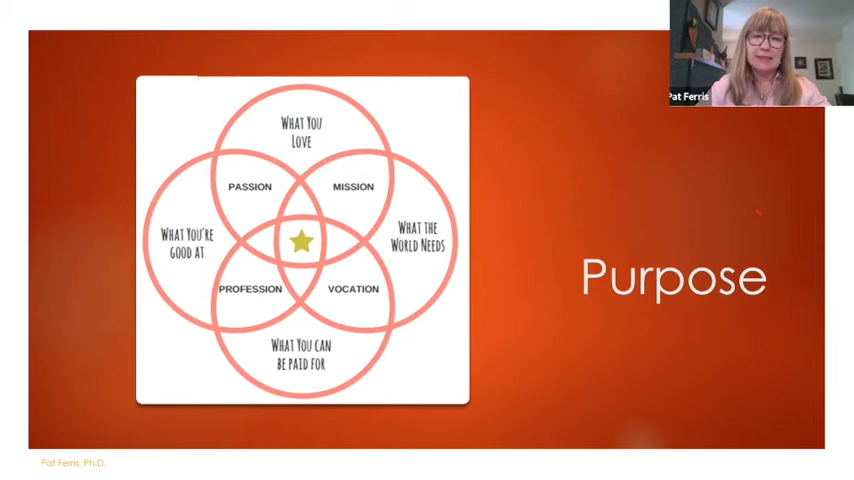 Pat Ferris
WHAT YOU
LOVE
PASSION
MISSION
WHAT YOU'RE
GOOD AT
WHAT THE
WORLD NEEDS
PROFESSION
VOCATION
WHAT YOU CAN
BE PAID FOR
Purpose
Pat Ferris, Ph.D.